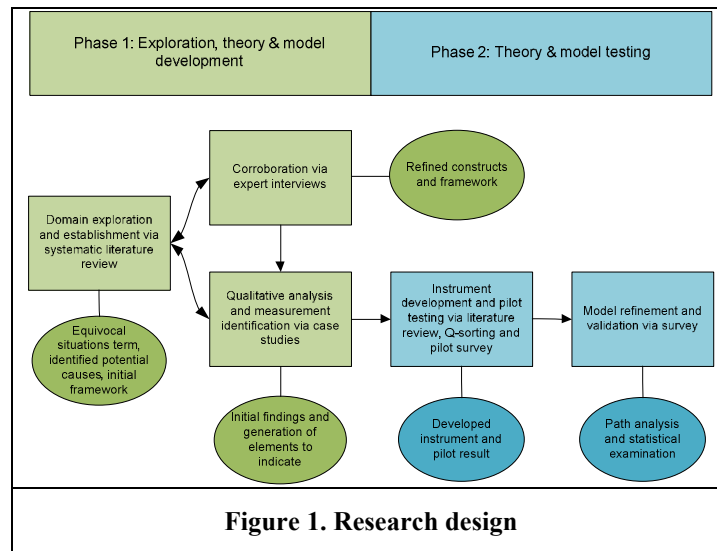 Phase 1: Exploration, theory & model
development
Phase 2: Theory & model testing
Corroboration via
expert interviews
Refined constructs
and framework
Domain exploration
and establishment via
systematic literature
review
Qualitative analysis
and measurement
identification via case
studies
Instrument
development and pilot
testing via literature
review, Q-sorting and
pilot survey
Model refinement and
validation via survey
Equivocal
situations term,
identified potential
causes, initial
framework
Initial findings and
generation of
elements to
indicate
Developed
instrument and
pilot result
Path analysis
and statistical
examination
Figure 1. Research design